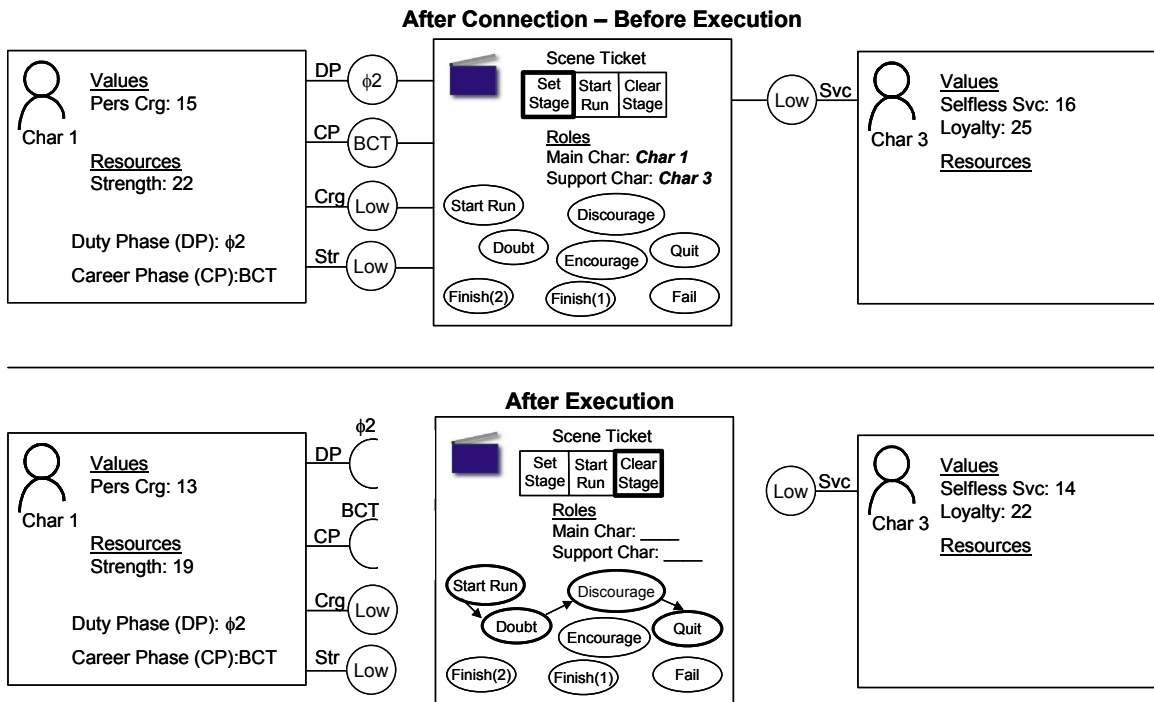 After Connection – Before Execution
Values
Pers Crg: 15
Char 1
Resources
Strength: 22
Duty Phase (DP): ϕ2
Career Phase (CP):BCT
DP
ϕ2
CP
BCT
Crg
Low
Str
Low
Scene Ticket
Set Stage
Start Run
Clear Stage
Roles
Main Char: Char 1
Support Char: Char 3
Start Run
Discourage
Doubt
Encourage
Quit
Finish(2)
Finish(1)
Fail
Low
Svc
Values
Selfless Svc: 16
Loyalty: 25
Char 3
Resources
After Execution
Values
Pers Crg: 13
Char 1
Resources
Strength: 19
Duty Phase (DP): ϕ2
Career Phase (CP):BCT
ϕ2
DP
BCT
CP
Crg
Low
Str
Low
Scene Ticket
Set Stage
Start Run
Clear Stage
Roles
Main Char: ____
Support Char: ____
Start Run
Discourage
Doubt
Encourage
Quit
Finish(2)
Finish(1)
Fail
Low
Svc
Values
Selfless Svc: 14
Loyalty: 22
Char 3
Resources